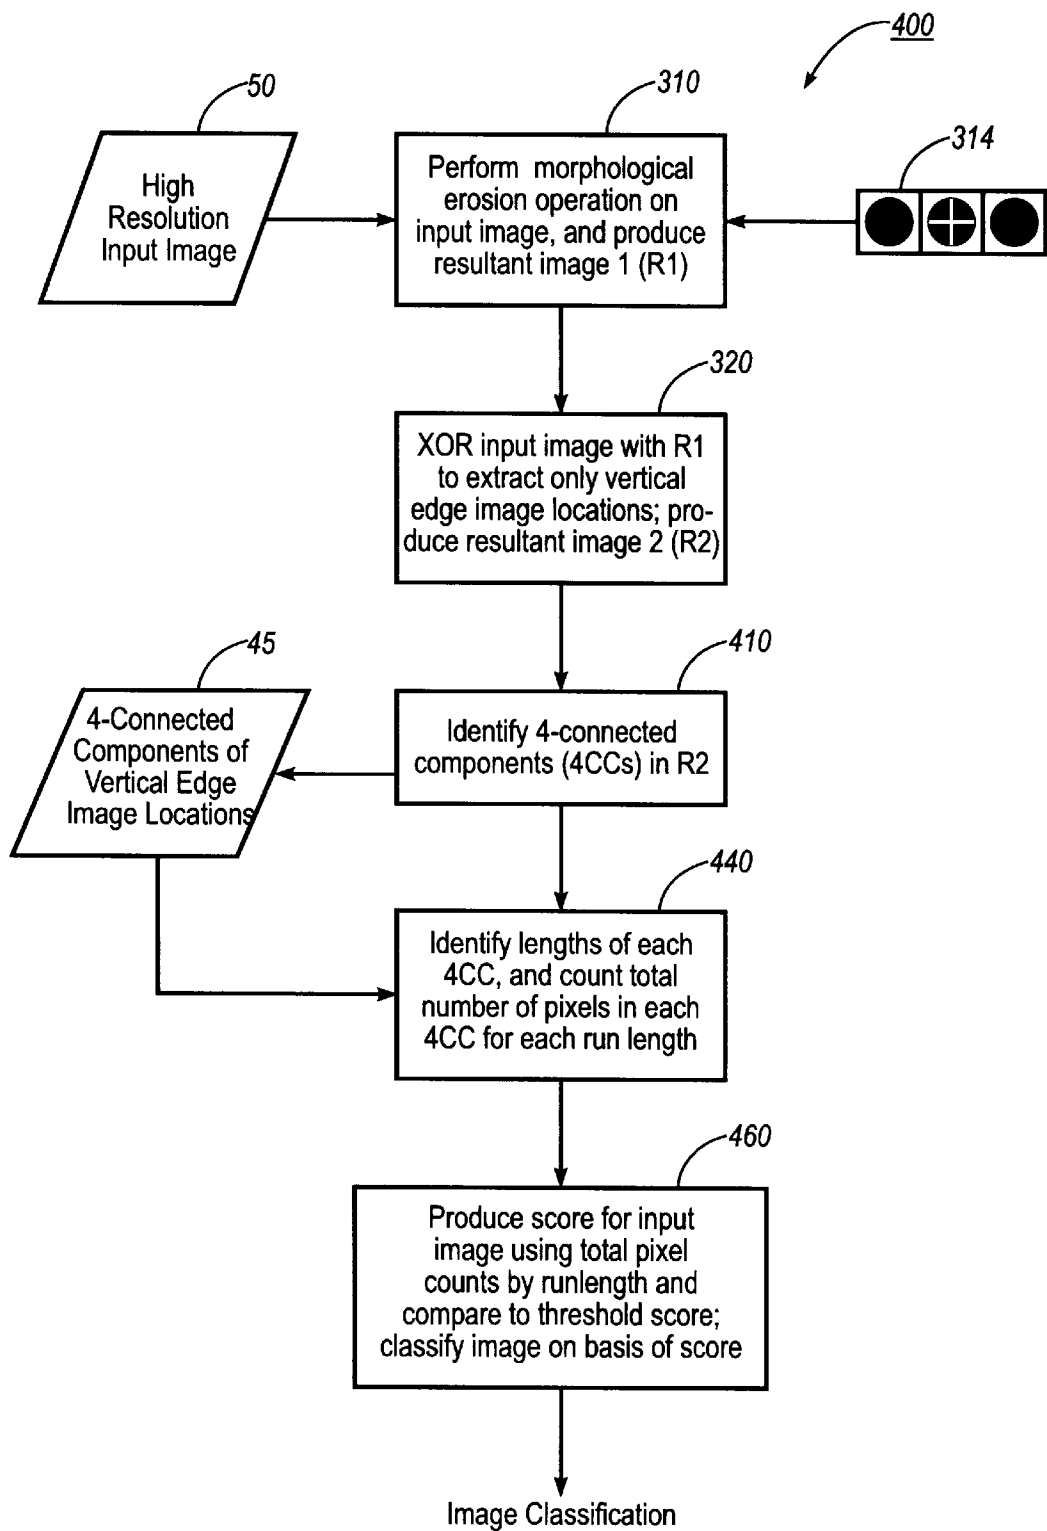 400
50
310
314
High
Resolution
Input Image
Perform morphological
erosion operation on
input image, and produce
resultant image 1 (R1)
320
XOR input image with R1
to extract only vertical
edge image locations; pro-
duce resultant image 2 (R2)
45
410
4-Connected
Components of
Vertical Edge
Image Locations
Identify 4-connected
components (4CCs) in R2
440
Identify lengths of each
4CC, and count total
number of pixels in each
4CC for each run length
460
Produce score for input
image using total pixel
counts by runlength and
compare to threshold score;
classify image on basis of score
Image Classification